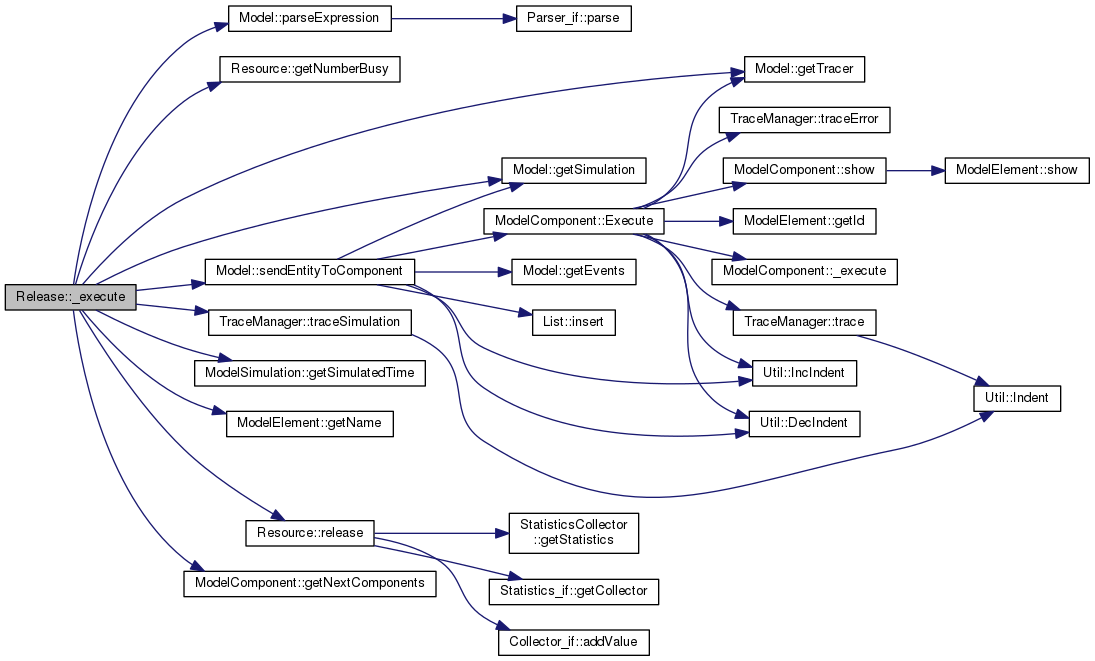 Model::parseExpression
Parser_if::parse
Resource::getNumberBusy
Model::getTracer
TraceManager::traceError
Model::getSimulation
ModelComponent::show
ModelElement::show
ModelComponent::Execute
ModelElement::getId
Model::sendEntityToComponent
Model::getEvents
ModelComponent::_execute
Release::_execute
TraceManager::traceSimulation
List::insert
TraceManager::trace
ModelSimulation::getSimulatedTime
Util::IncIndent
Util::Indent
ModelElement::getName
Util::DecIndent
Resource::release
StatisticsCollector
::getStatistics
ModelComponent::getNextComponents
Statistics_if::getCollector
Collector_if::addValue